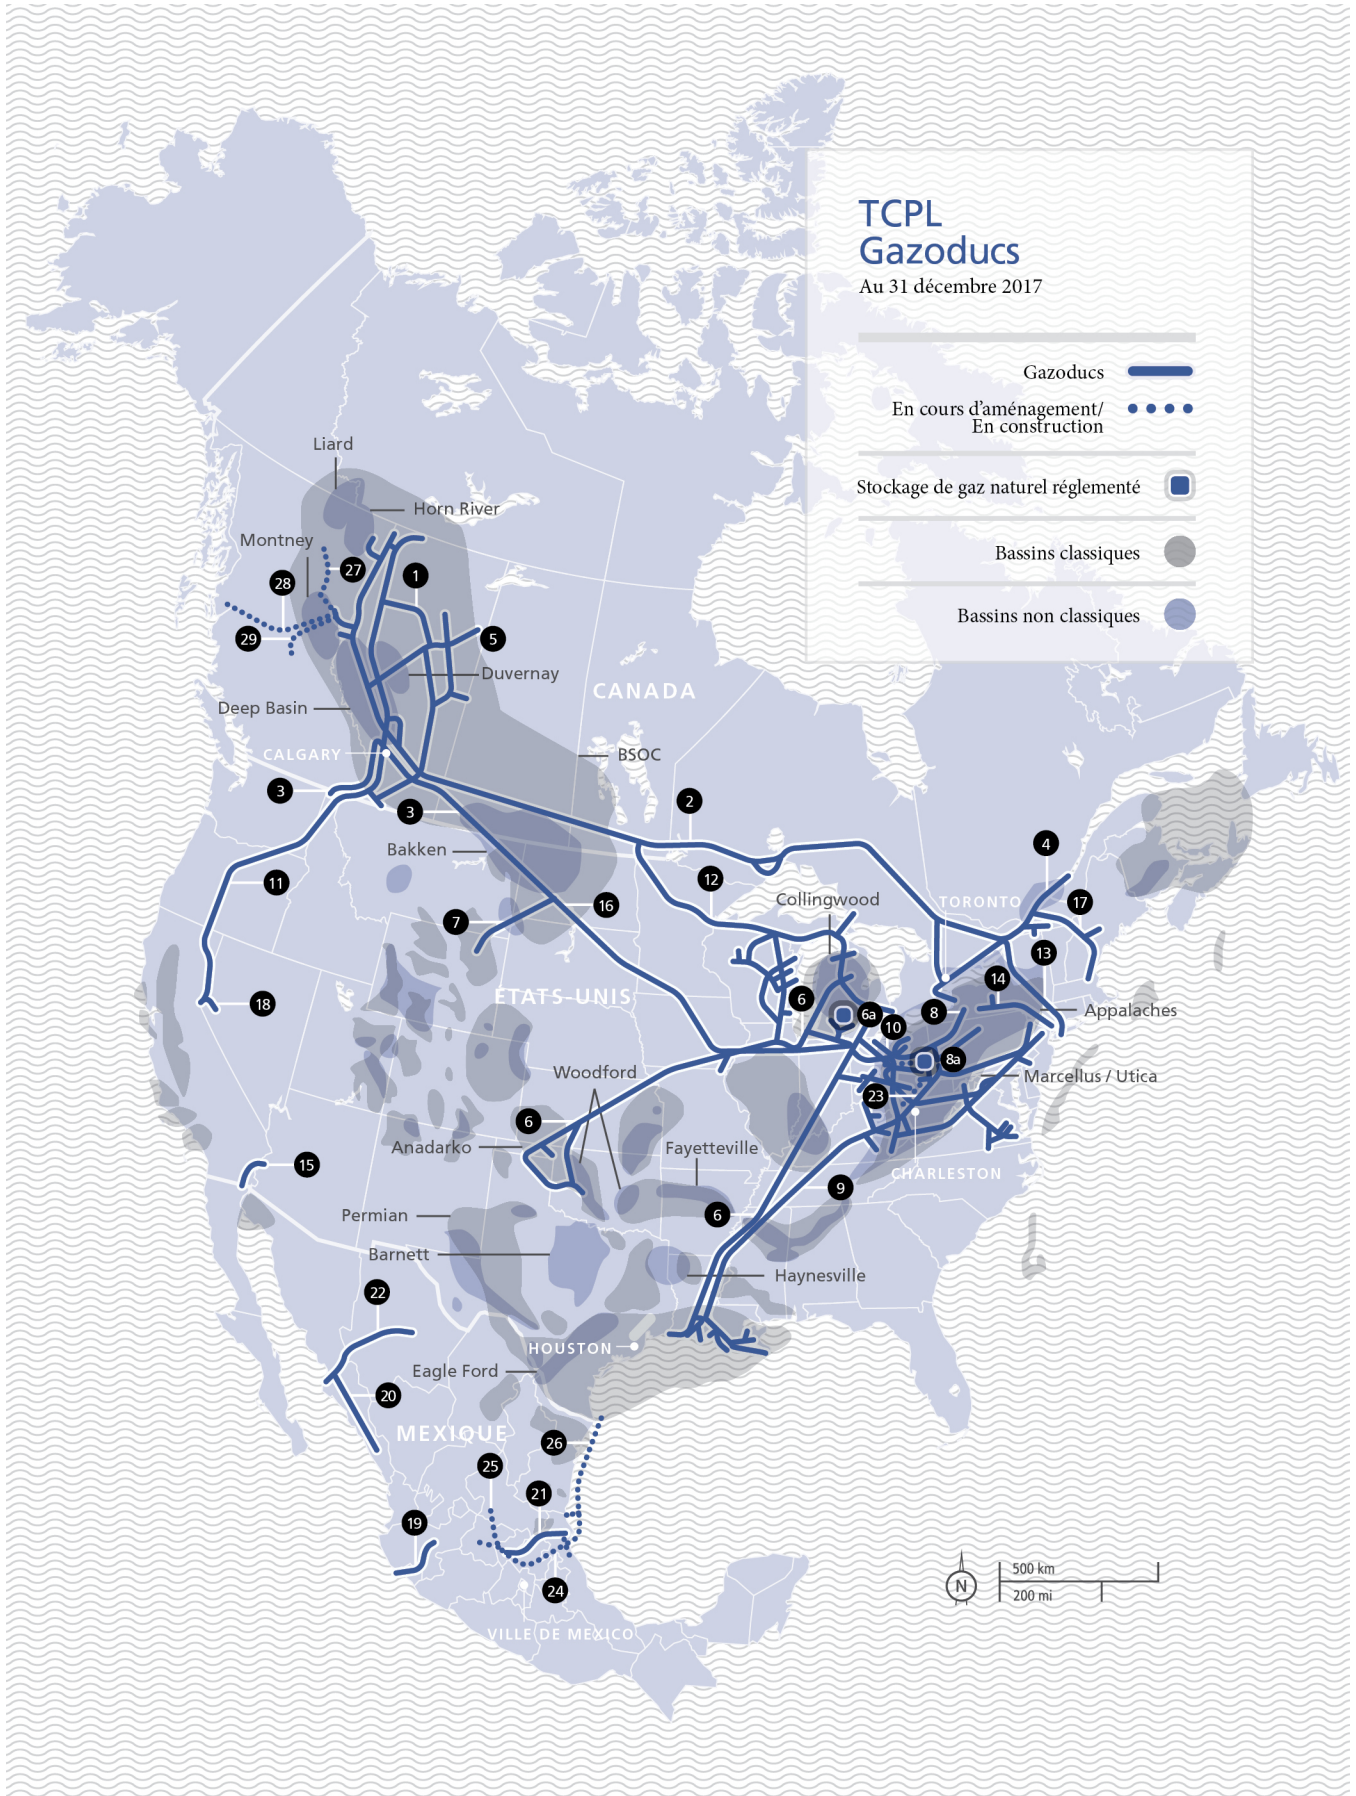 TCPL
Gazoducs
Au 31 décembre 2017
Gazoducs
En cours d'aménagement/
En construction
Stockage de gaz naturel réglementé
Bassins classiques
Bassins non classiques
Liard
Horn River
Montney
27
1
28
29
5
Duvernay
CANADA
Deep Basin
CALGARY
BSOC
3
2
3
4
Bakken
12
11
Collingwood
TORONTO
17
16
7
13
14
ÉTATS-UNIS
6
18
8
6a
Appalaches
10
8a
Woodford
Marcellus / Utica
23
6
Anadarko
Fayetteville
15
CHARLESTON
9
Permian
6
Barnett
Haynesville
22
HOUSTON
Eagle Ford
20
MEXIQUE
26
25
21
19
24
VILLE DE MEXICO
N
500 km
200 mi